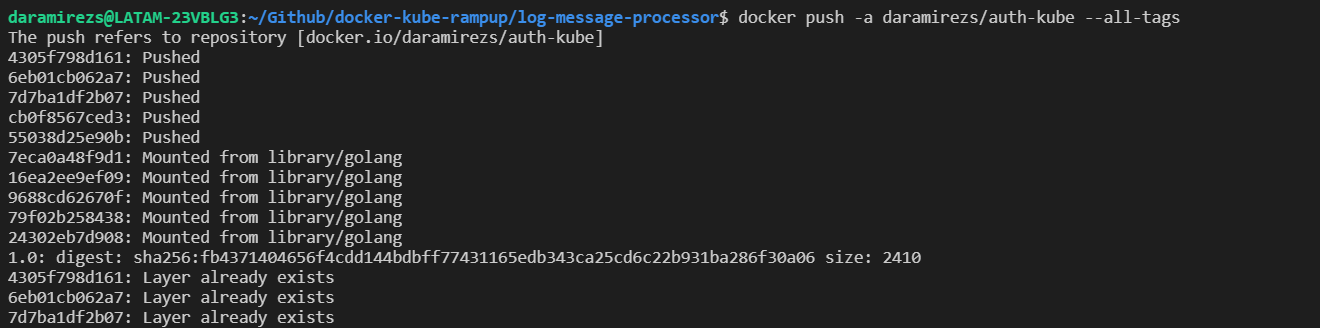 daramirezs@LATAM-23VBLG3:~/Github/docker-kube-rampup/log-message-processor$ docker push -a daramirezs/auth-kube --all-tags
The push refers to repository [docker.io/daramirezs/auth-kube]
4305f798d161: Pushed
6eb01cb062a7: Pushed
7d7ba1df2b07: Pushed
cb0f8567ced3: Pushed
55038d25e90b: Pushed
7eca0a48f9d1: Mounted from library/golang
16ea2ee9ef09: Mounted from library/golang
9688cd62670f: Mounted from library/golang
79f02b258438: Mounted from library/golang
24302eb7d908: Mounted from library/golang
1.0: digest: sha256:fb4371404656f4cdd144bdbff77431165edb343ca25cd6c22b931ba286f30a06 size: 2410
4305f798d161: Layer already exists
6eb01cb062a7: Layer already exists
7d7ba1df2b07: Layer already exists